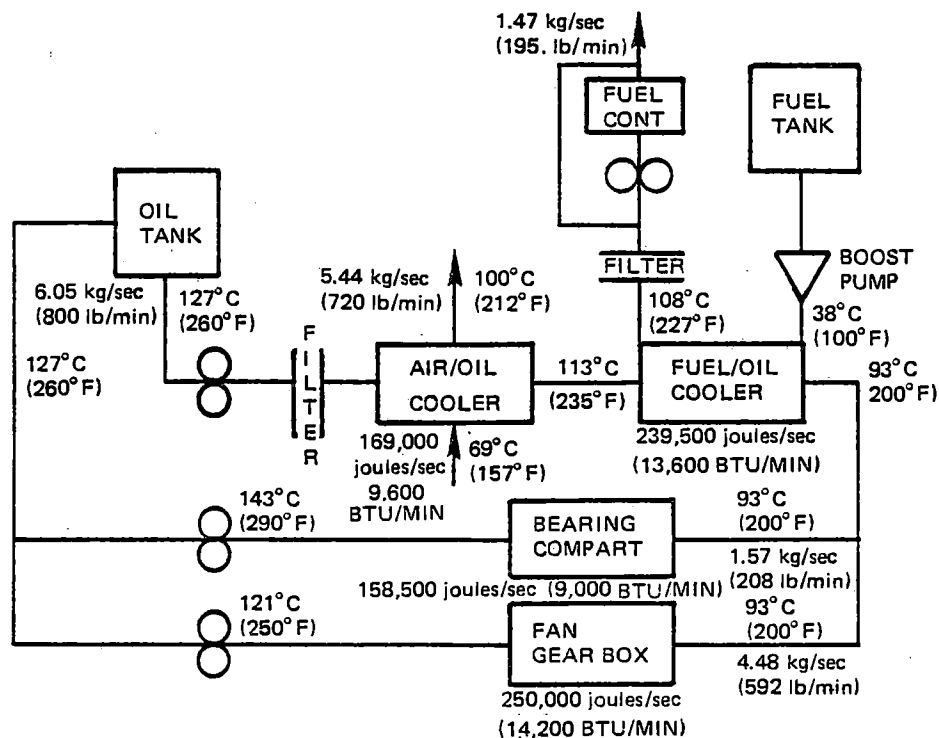 1.47 kg/sec
(195. lb/min)
FUEL
CONT
FUEL
TANK
OIL
TANK
BOOST
PUMP
FILTER
6.05 kg/sec
(800 lb/min)
127°C
(260°F)
5.44 kg/sec
(720 lb/min)
100°C
(212°F)
108°C
(227°F)
38°C
(100°F)
127°C
(260°F)
FILTER
AIR/OIL
COOLER
113°C
(235°F)
FUEL/OIL
COOLER
93°C
200°F)
169,000
joules/sec
9.600
BTU/MIN
69°C
(157°F)
239,500 joules/sec
(13,600 BTU/MIN)
143°C
(290°F)
BEARING
COMPART
93°C
(200°F)
1.57 kg/sec
(208 lb/min)
158,500 joules/sec (9,000 BTU/MIN)
121°C
(250°F)
FAN
GEAR BOX
93°C
(200°F)
4.48 kg/sec
(592 lb/min)
250,000 joules/sec
(14,200 BTU/MIN)